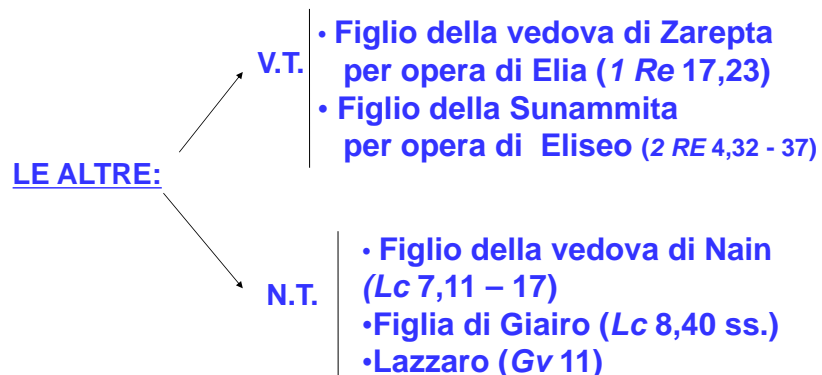 LE ALTRE:
V.T.
• Figlio della vedova di Zarepta
per opera di Elia (1 Re 17,23)
• Figlio della Sunammita
per opera di Eliseo (2 RE 4,32 - 37)
N.T.
• Figlio della vedova di Nain
(Lc 7,11 – 17)
•Figlia di Giairo (Lc 8,40 ss.)
•Lazzaro (Gv 11)